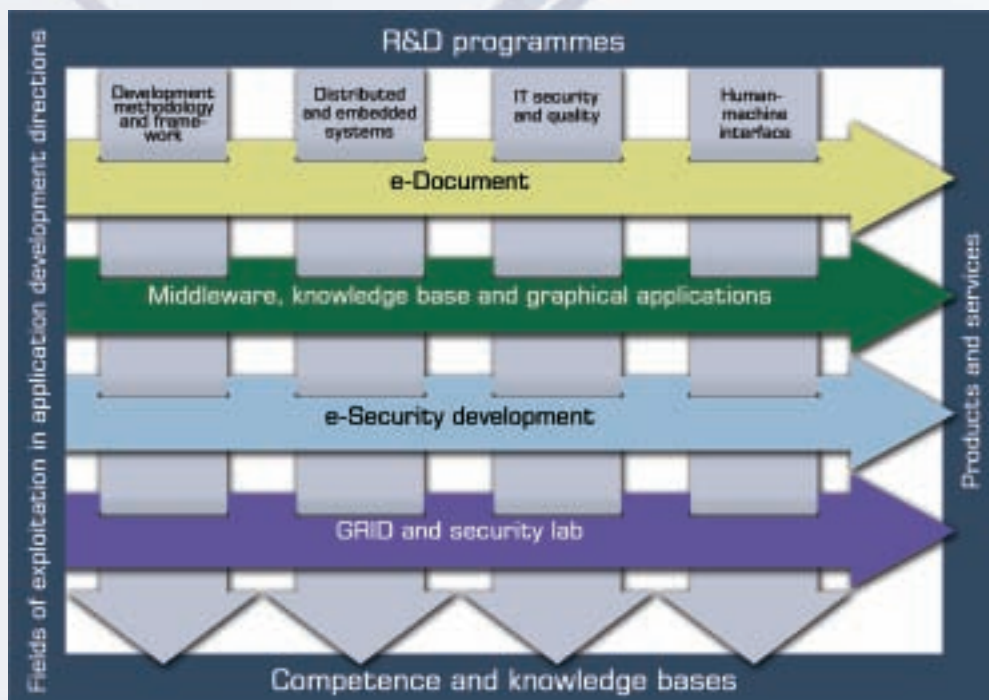 R&D programmes
Development
methodology
and frame-
work
Distributed
and embedded
systems
IT security
and quality
Human-
machine
interface
e-Document
Middleware, knowledge base and graphical applications
e-Security development
GRID and security lab
Fields of exploitation in application development directions
Products and services
Competence and knowledge bases